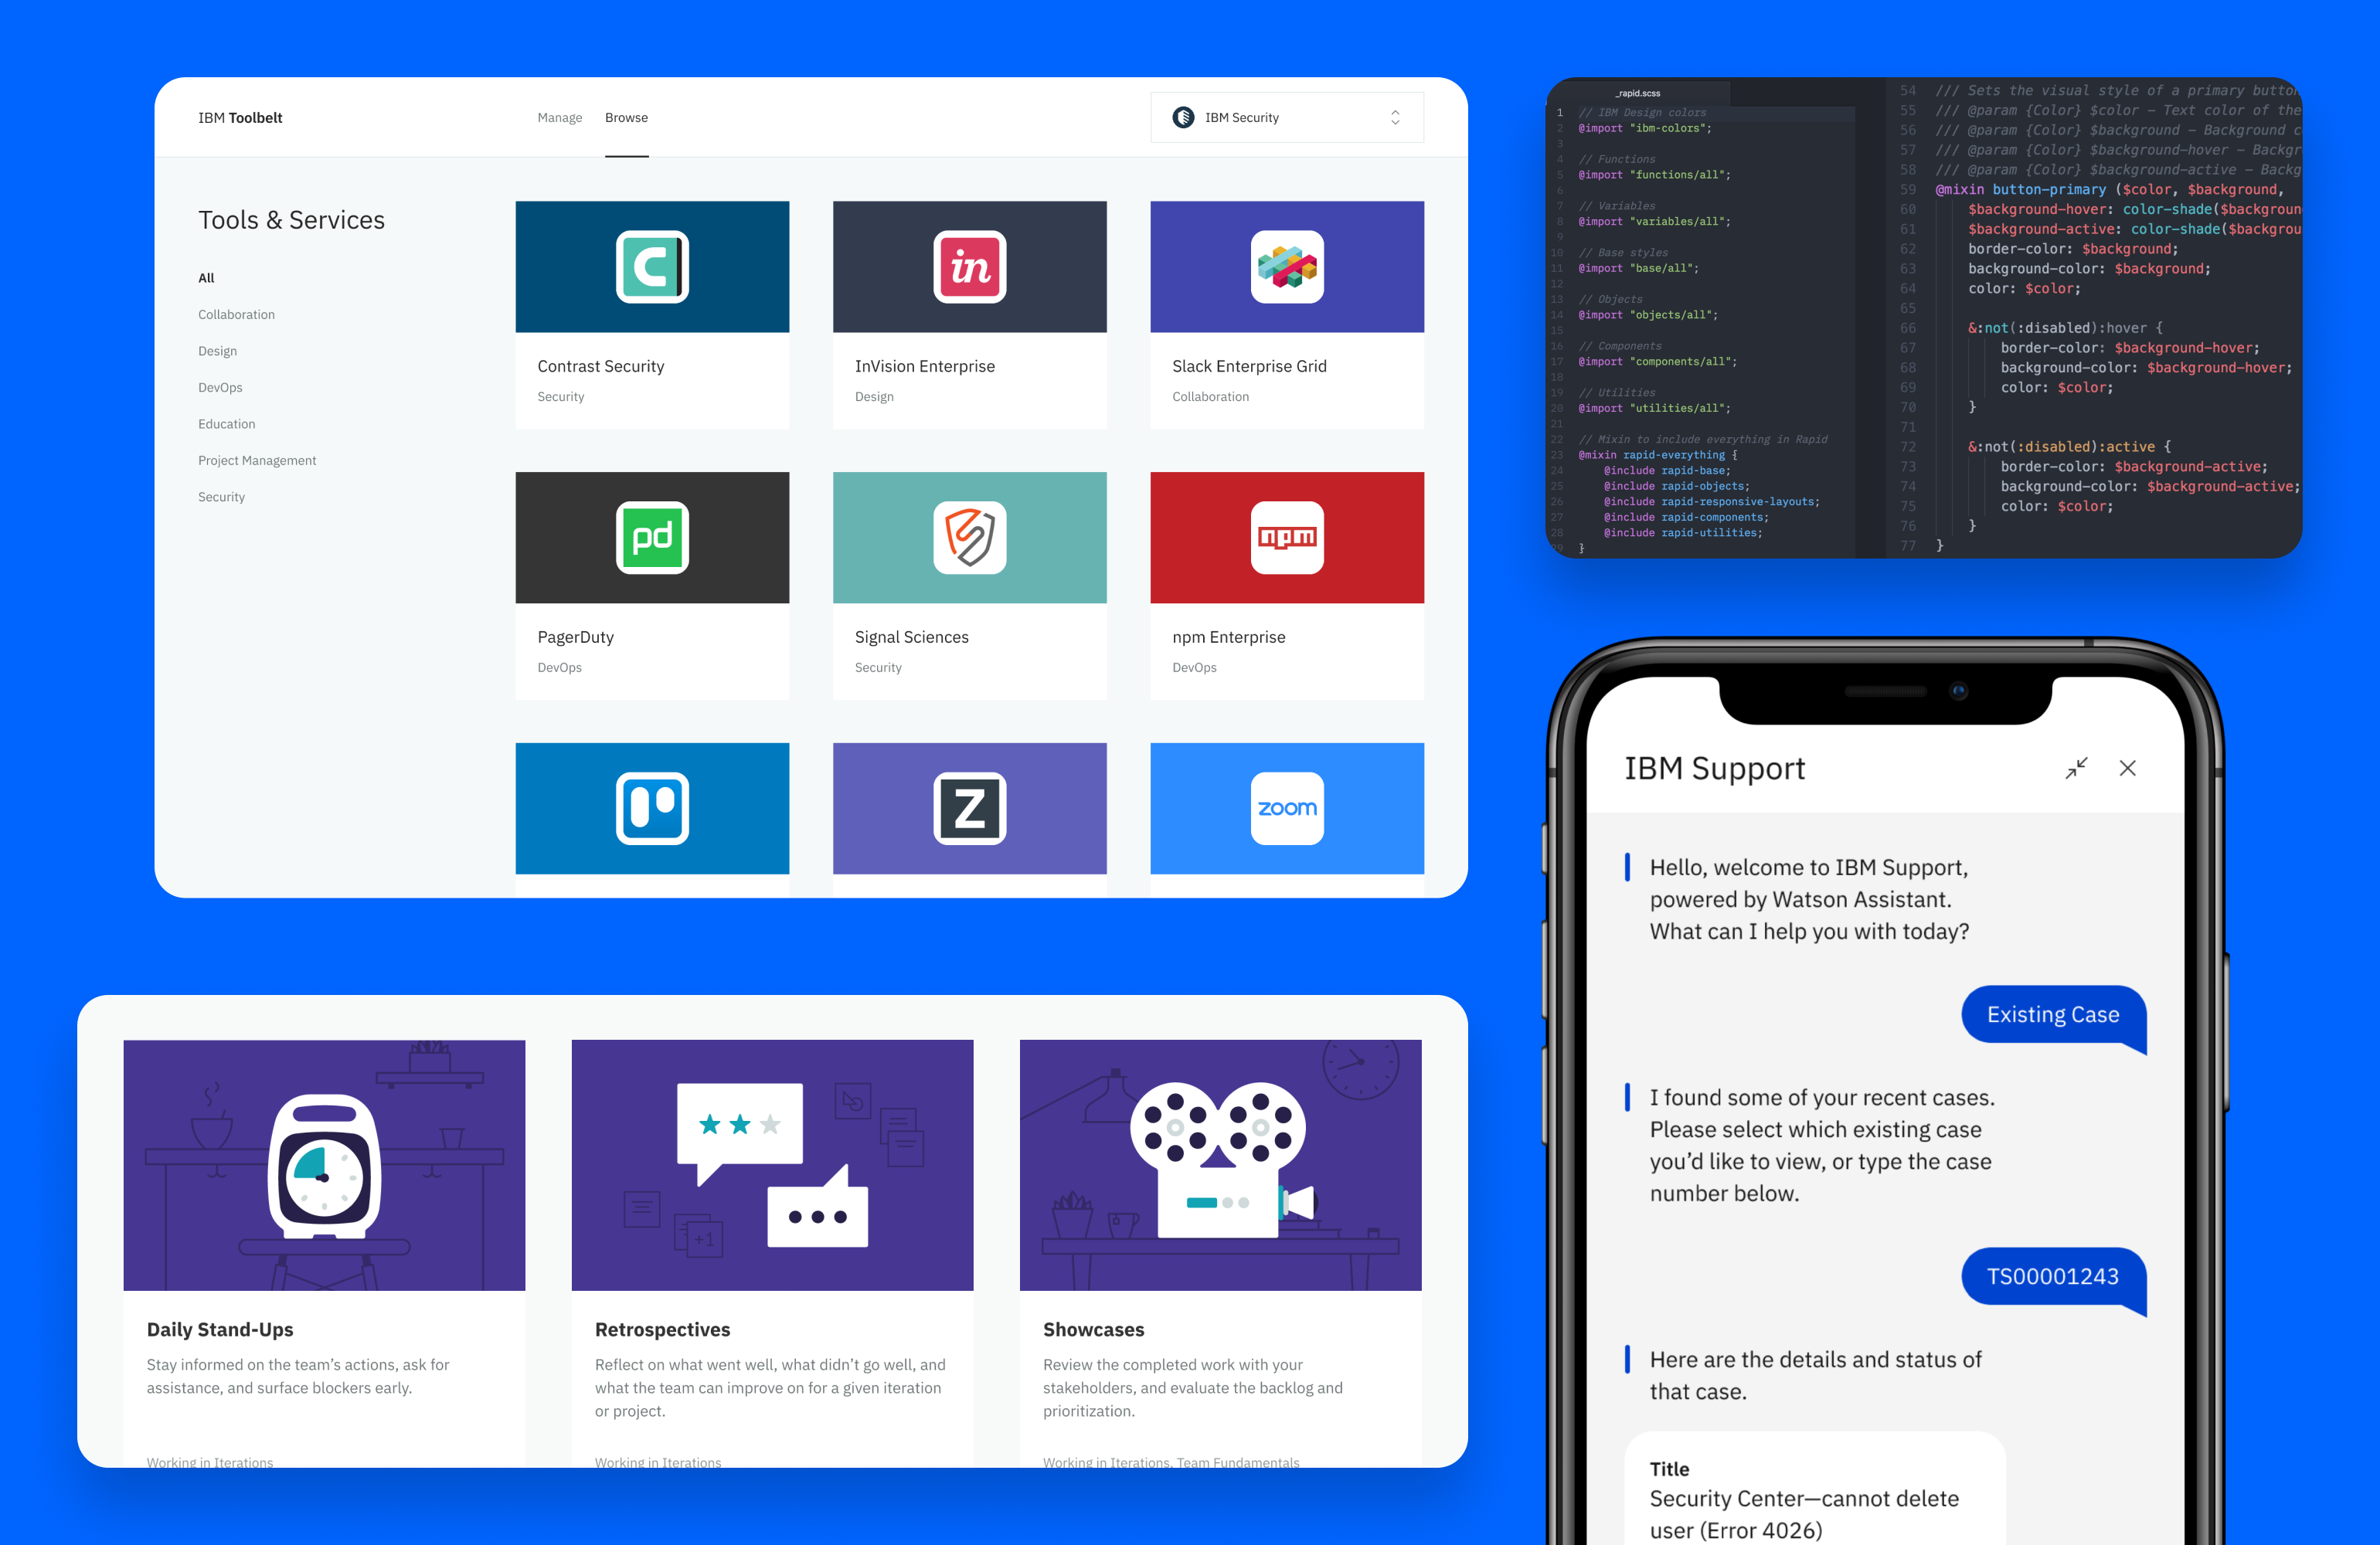 IBM Toolbelt
Manage
Browse
IBM Security
Tools & Services
All
Collaboration
Design
DevOps
Education
Project Management
Security
C
in
Contrast Security
Security
InVision Enterprise
Design
Slack Enterprise Grid
Collaboration
pd
npm
PagerDuty
DevOps
Signal Sciences
Security
npm Enterprise
DevOps
Z
zoom
_rapid.scss
1 // IBM Design colors
2 @import "ibm-colors";
3
4 // Functions
5 @import "functions/all";
6
7 // Variables
8 @import "variables/all";
9
10 // Base styles
11 @import "base/all";
12
13 // Objects
14 @import "objects/all";
15
16 // Components
17 @import "components/all";
18
19 // Utilities
20 @import "utilities/all";
21
22 // Mixin to include everything in Rapid
23 @mixin rapid-everything {
24 @include rapid-base;
25 @include rapid-objects;
26 @include rapid-responsive-layouts;
27 @include rapid-components;
28 @include rapid-utilities;
29 }
54 /// Sets the visual style of a primary button
55 /// @param {Color} $color – Text color of the
56 /// @param {Color} $background – Background c
57 /// @param {Color} $background-hover – Backgr
58 /// @param {Color} $background-active – Backg
59 @mixin button-primary ($color, $background,
60 $background-hover: color-shade($backgroun
61 $background-active: color-shade($backgrou
62 border-color: $background;
63 background-color: $background;
64 color: $color;
65
66 &:not(:disabled):hover {
67 border-color: $background-hover;
68 background-color: $background-hover;
69 color: $color;
70 }
71
72 &:not(:disabled):active {
73 border-color: $background-active;
74 background-color: $background-active;
75 color: $color;
76 }
77 }
+1
Daily Stand-Ups
Stay informed on the team’s actions, ask for
assistance, and surface blockers early.
Working in Iterations
Retrospectives
Reflect on what went well, what didn’t go well, and
what the team can improve on for a given iteration
or project.
Working in Iterations
Showcases
Review the completed work with your
stakeholders, and evaluate the backlog and
prioritization.
Working in Iterations, Team Fundamentals
IBM Support
Hello, welcome to IBM Support,
powered by Watson Assistant.
What can I help you with today?
Existing Case
I found some of your recent cases.
Please select which existing case
you’d like to view, or type the case
number below.
TS00001243
Here are the details and status of
that case.
Title
Security Center—cannot delete
user (Error 4026)